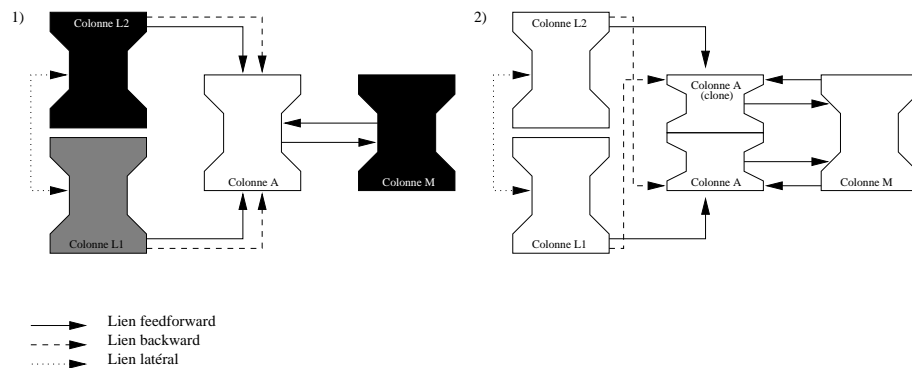 1)
Colonne L2
Colonne A
Colonne M
Colonne L1
2)
Colonne L2
Colonne A
(clone)
Colonne A
Colonne M
Colonne L1
Lien feedforward
Lien backward
Lien latéral